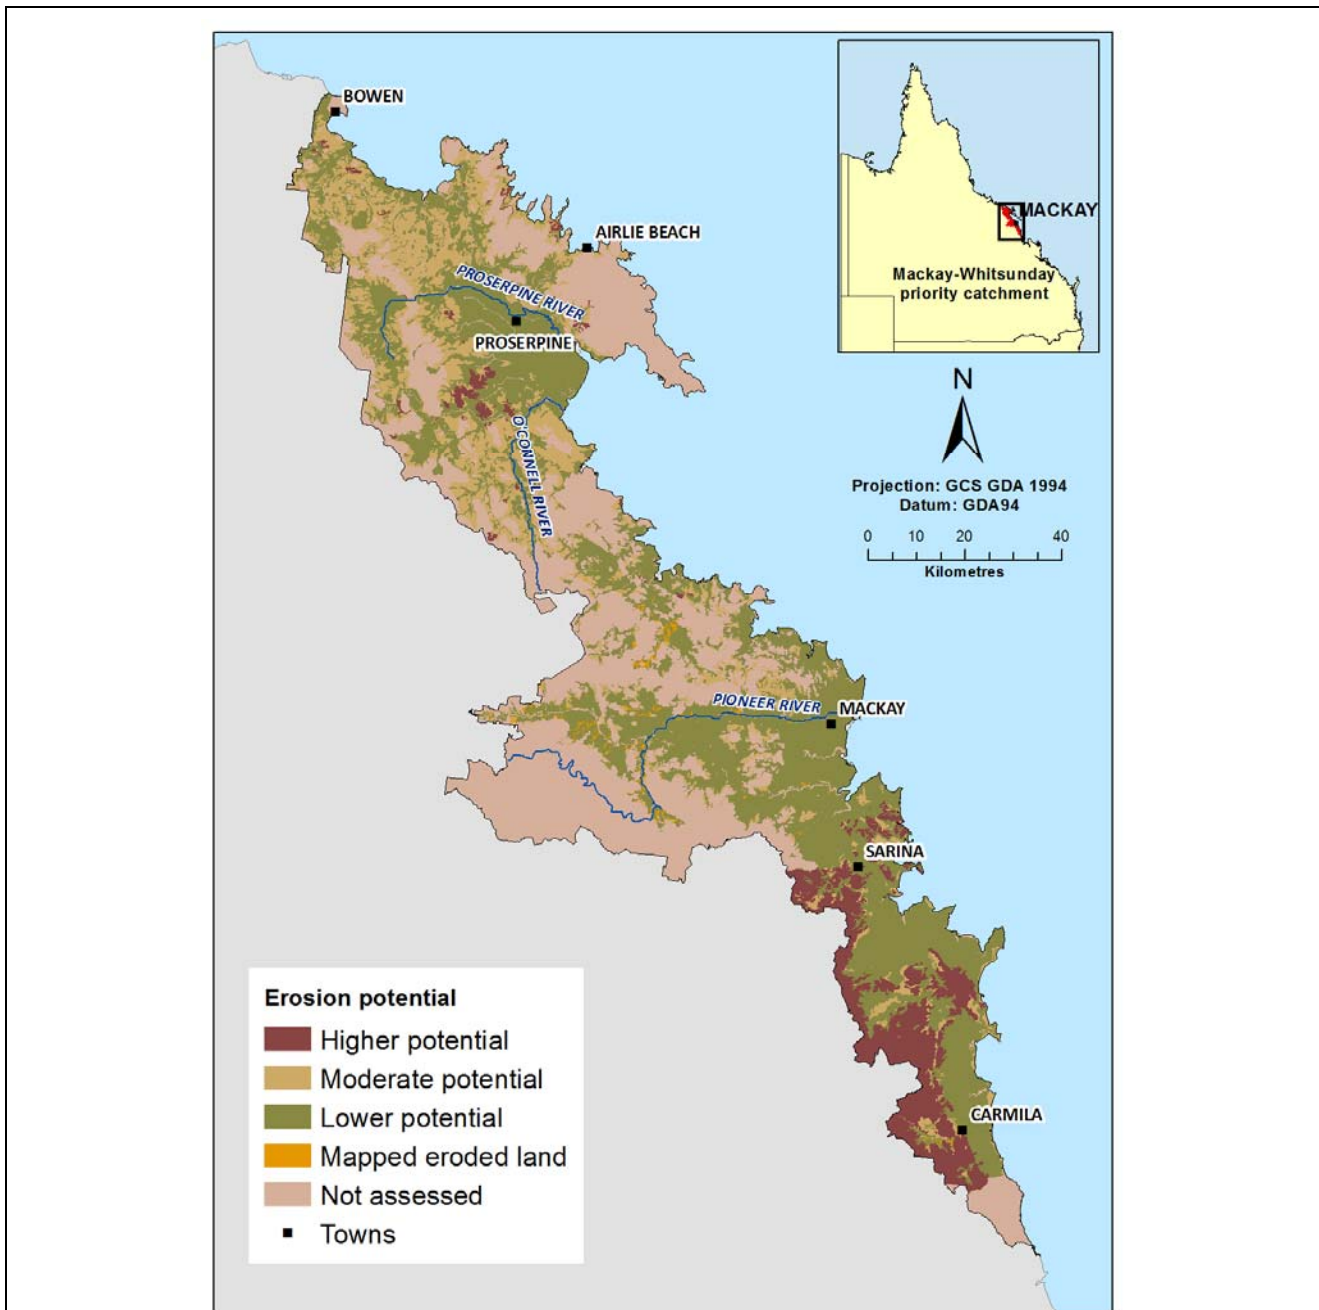 BOWEN
AIRLIE BEACH
PROSERPINE RIVER
PROSERPINE
O'CONNELL RIVER
PIONEER RIVER
MACKAY
SARINA
CARMILA
MACKAY
Mackay-Whitsunday
priority catchment
N
Projection: GCS GDA 1994
Datum: GDA94
0 10 20 40
Kilometres
Erosion potential
Higher potential
Moderate potential
Lower potential
Mapped eroded land
Not assessed
Towns